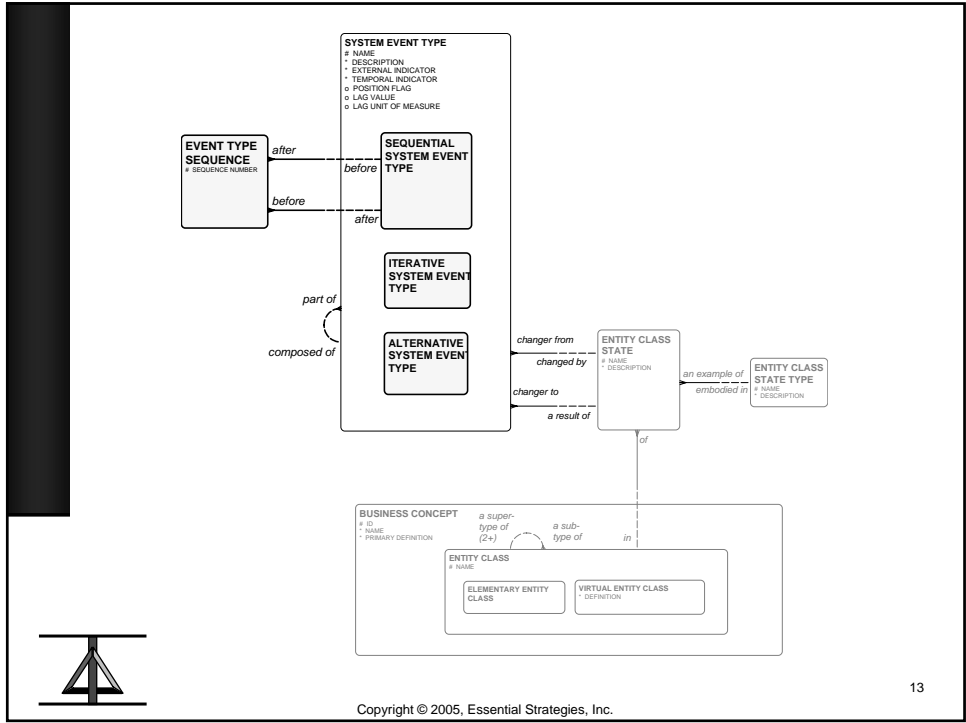 SYSTEM EVENT TYPE
# NAME
* DESCRIPTION
* EXTERNAL INDICATOR
* TEMPORAL INDICATOR
o POSITION FLAG
o LAG VALUE
o LAG UNIT OF MEASURE
EVENT TYPE
SEQUENCE
# SEQUENCE NUMBER
after
before
before
after
SEQUENTIAL
SYSTEM EVENT
TYPE
ITERATIVE
SYSTEM EVENT
TYPE
part of
composed of
ALTERNATIVE
SYSTEM EVENT
TYPE
changer from
changed by
changer to
a result of
ENTITY CLASS
STATE
# NAME
* DESCRIPTION
an example of
embodied in
ENTITY CLASS
STATE TYPE
# NAME
* DESCRIPTION
of
in
BUSINESS CONCEPT
# ID
* NAME
* PRIMARY DEFINITION
a super-
type of
(2+)
a sub-
type of
ENTITY CLASS
# NAME
ELEMENTARY ENTITY
CLASS
VIRTUAL ENTITY CLASS
* DEFINITION
13
Copyright © 2005, Essential Strategies, Inc.